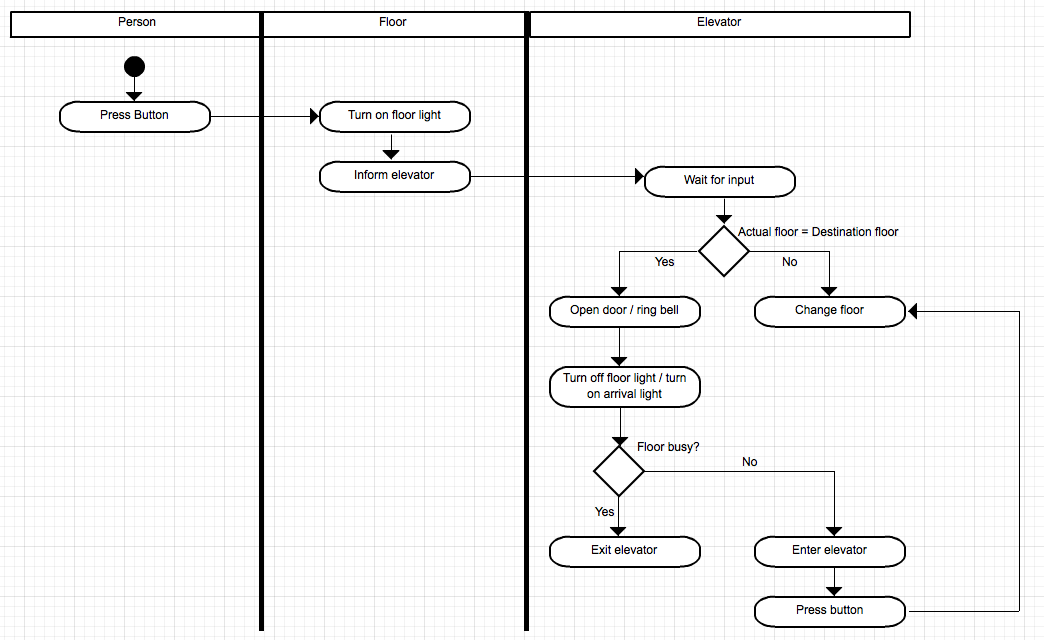 Person
Floor
Elevator
Press Button
Turn on floor light
Inform elevator
Wait for input
Actual floor = Destination floor
Yes
No
Open door / ring bell
Change floor
Turn off floor light / turn
on arrival light
Floor busy?
No
Yes
Exit elevator
Enter elevator
Press button